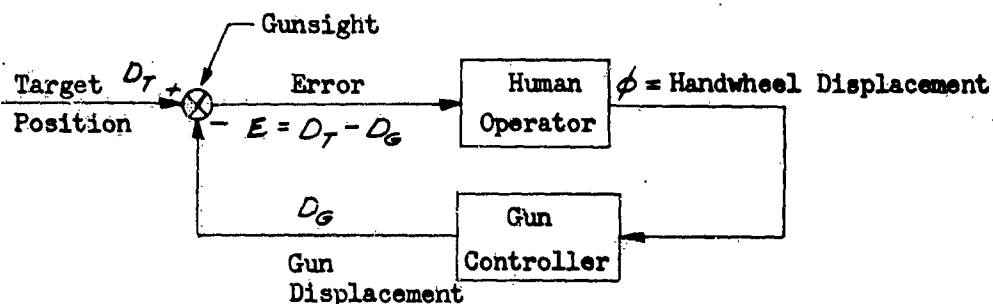 Gunsight
Target D_T +
Position
Error
- E = D_T - D_G
Human
Operator
φ = Handwheel Displacement
D_G
Gun
Displacement
Gun
Controller